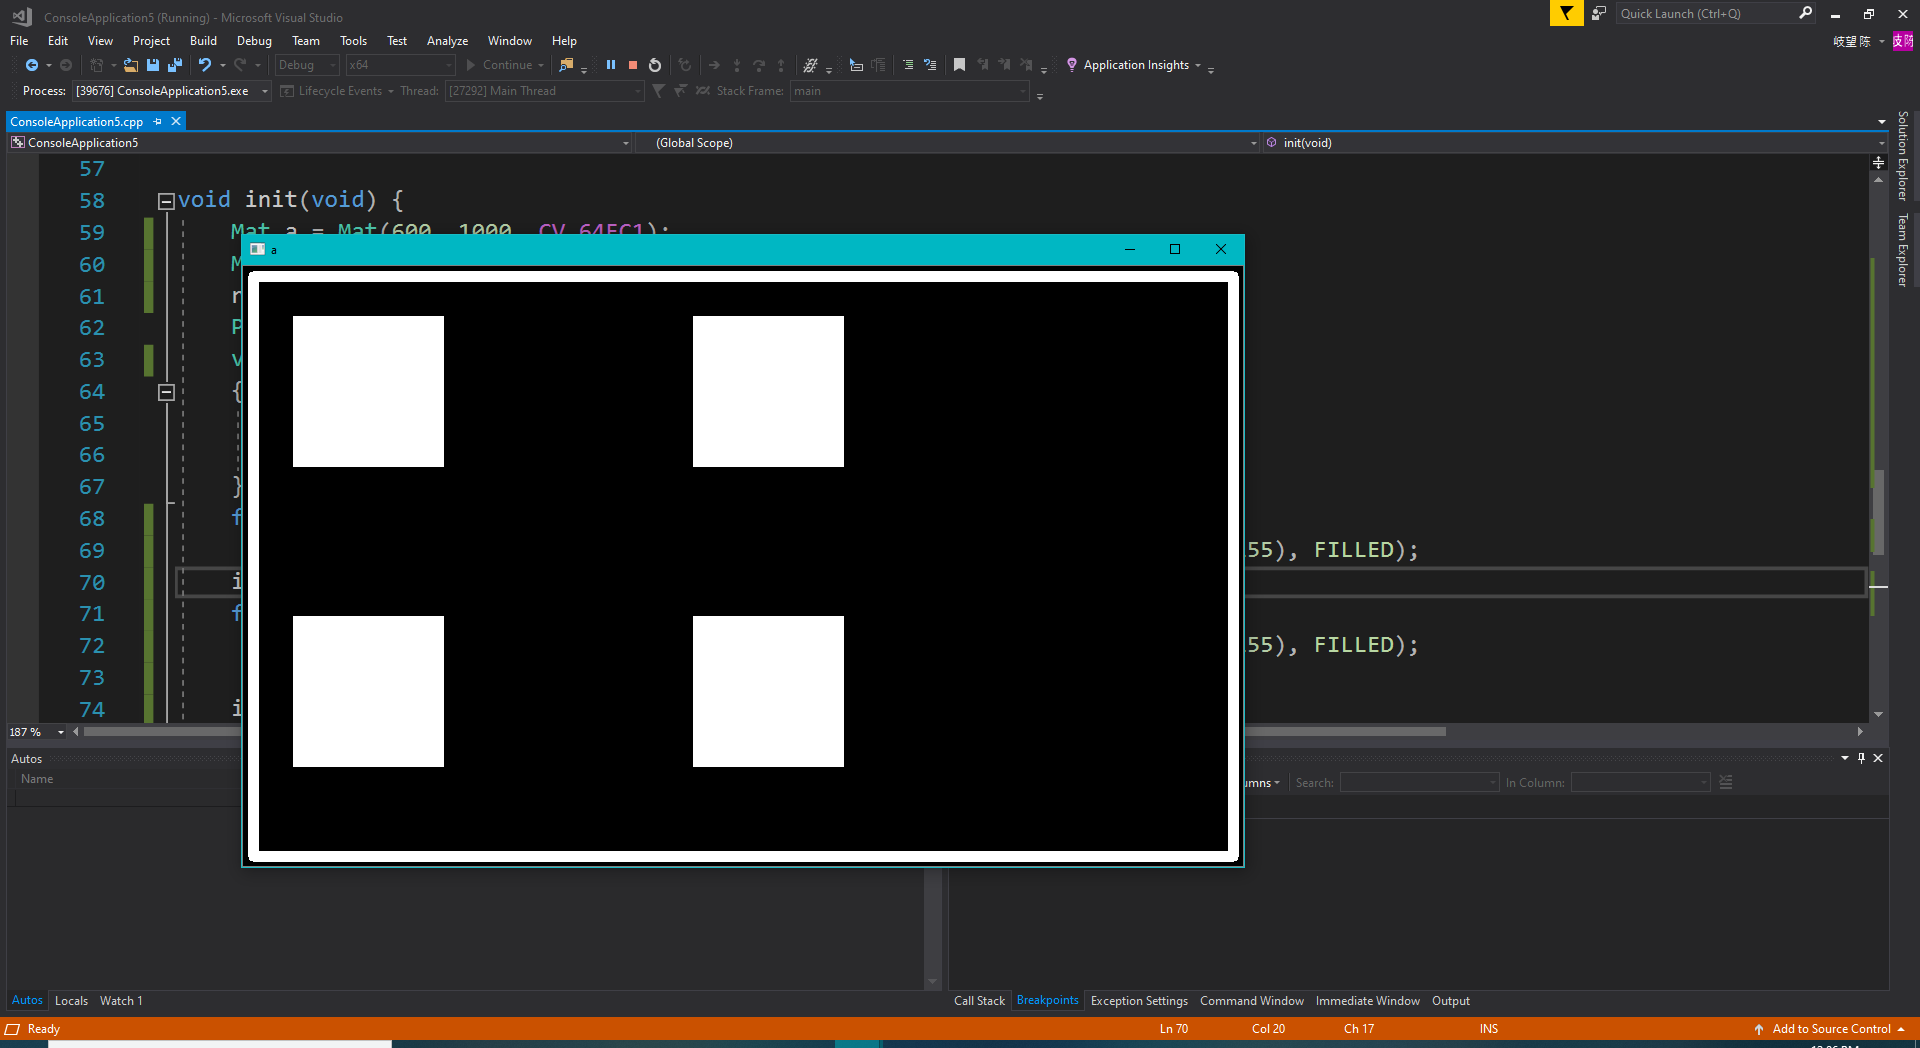 ConsoleApplication5 (Running) - Microsoft Visual Studio
Quick Launch (Ctrl+Q)
File Edit View Project Build Debug Team Tools Test Analyze Window Help
岐望 陈
岐陈
Debug x64 Continue Application Insights
Process: [39676] ConsoleApplication5.exe Lifecycle Events Thread: [27292] Main Thread Stack Frame: main
ConsoleApplication5.cpp
ConsoleApplication5 (Global Scope) init(void)
Solution Explorer
Team Explorer
57
58 void init(void) {
59 Mat a = Mat(600, 1000, CV_64FC1);
60
61
62 P
63 v
64 {
65
66
67 }
68 f
69 55), FILLED);
70 i
71 f
72 55), FILLED);
73
74 i
a
187 %
Autos
Name
umns Search: In Column:
Autos Locals Watch 1
Call Stack Breakpoints Exception Settings Command Window Immediate Window Output
Ready Ln 70 Col 20 Ch 17 INS Add to Source Control